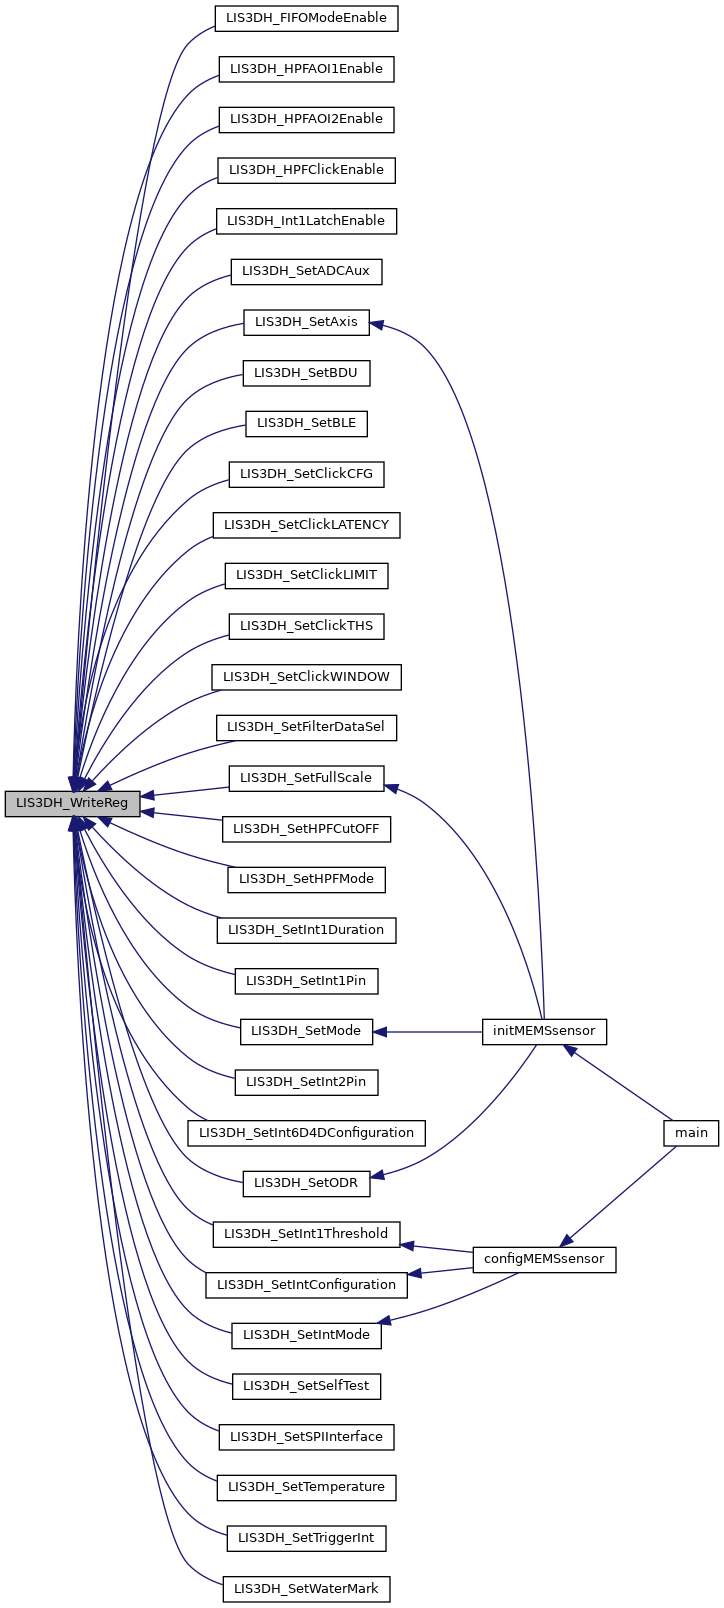 LIS3DH_FIFOModeEnable
LIS3DH_HPFAOI1Enable
LIS3DH_HPFAOI2Enable
LIS3DH_HPFClickEnable
LIS3DH_Int1LatchEnable
LIS3DH_SetADCAux
LIS3DH_SetAxis
LIS3DH_SetBDU
LIS3DH_SetBLE
LIS3DH_SetClickCFG
LIS3DH_SetClickLATENCY
LIS3DH_SetClickLIMIT
LIS3DH_SetClickTHS
LIS3DH_SetClickWINDOW
LIS3DH_SetFilterDataSel
LIS3DH_SetFullScale
LIS3DH_WriteReg
LIS3DH_SetHPFCutOFF
LIS3DH_SetHPFMode
LIS3DH_SetInt1Duration
LIS3DH_SetInt1Pin
LIS3DH_SetMode
initMEMSsensor
LIS3DH_SetInt2Pin
LIS3DH_SetInt6D4DConfiguration
main
LIS3DH_SetODR
LIS3DH_SetInt1Threshold
configMEMSsensor
LIS3DH_SetIntConfiguration
LIS3DH_SetIntMode
LIS3DH_SetSelfTest
LIS3DH_SetSPIInterface
LIS3DH_SetTemperature
LIS3DH_SetTriggerInt
LIS3DH_SetWaterMark